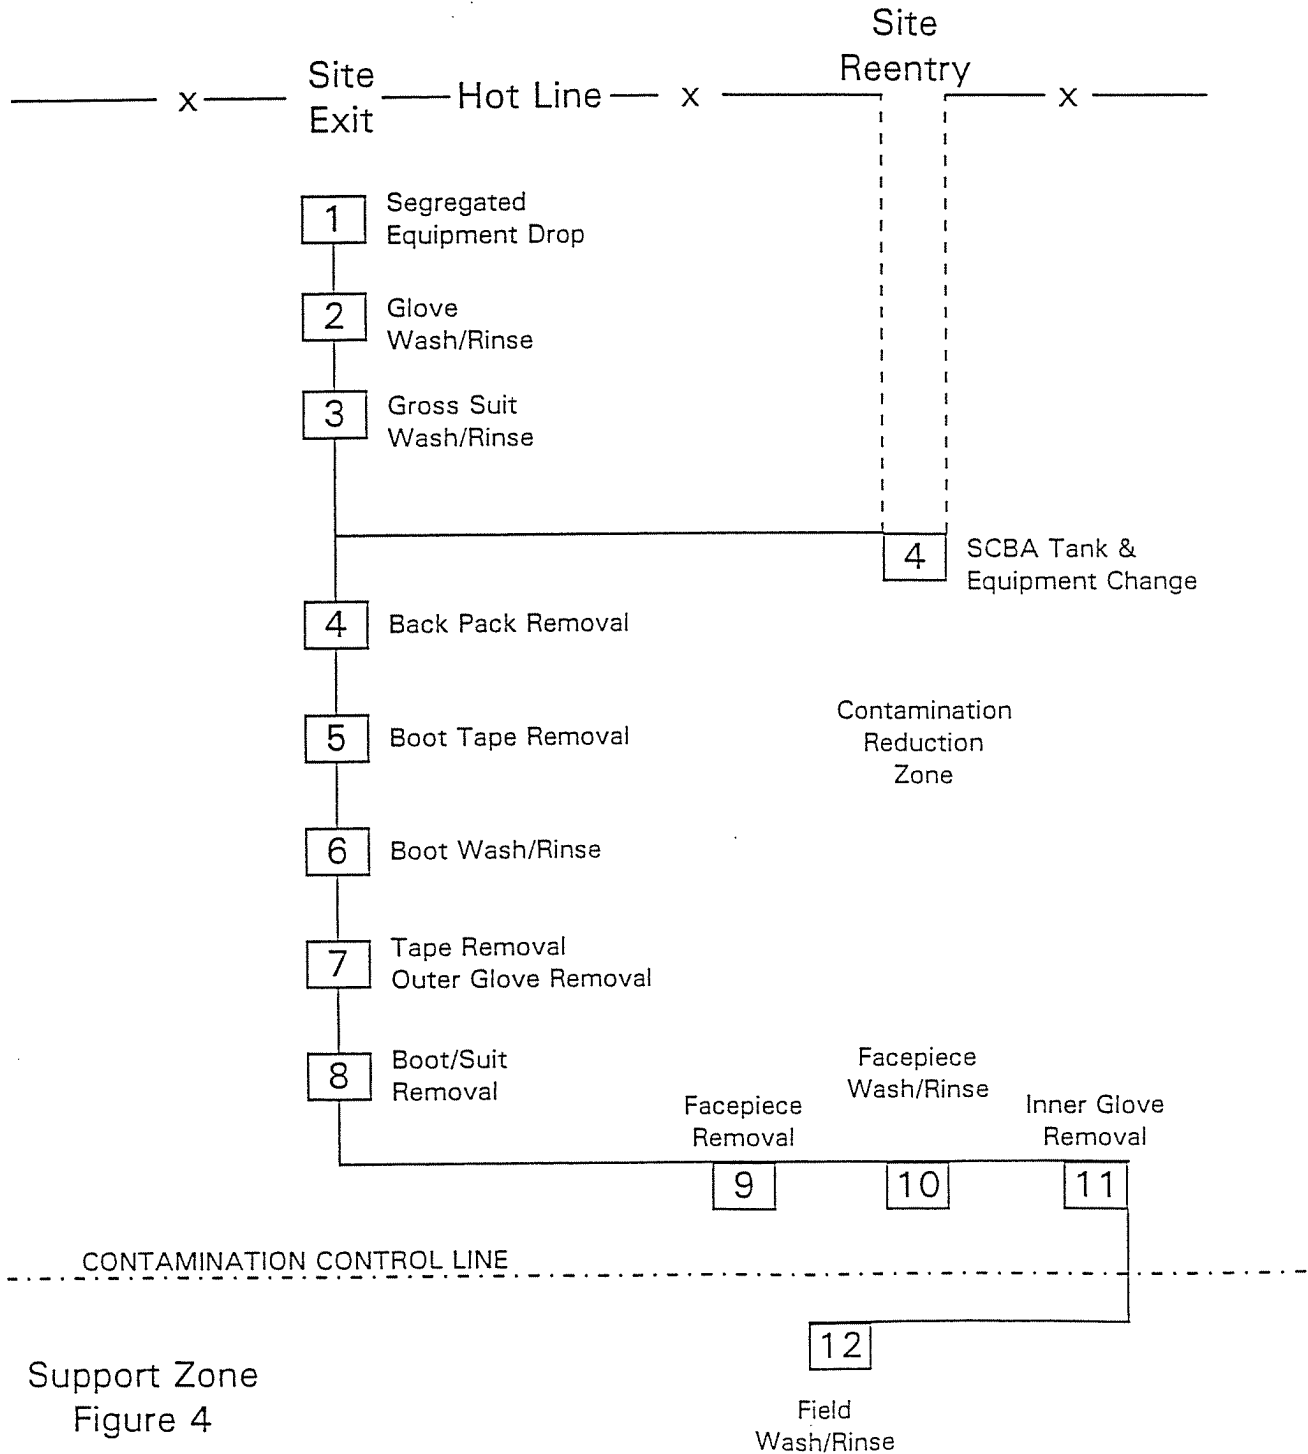 Site
Reentry
x
Site
Exit
Hot Line
x
x
1
Segregated
Equipment Drop
2
Glove
Wash/Rinse
3
Gross Suit
Wash/Rinse
4
SCBA Tank &
Equipment Change
4
Back Pack Removal
5
Boot Tape Removal
Contamination
Reduction
Zone
6
Boot Wash/Rinse
7
Tape Removal
Outer Glove Removal
8
Boot/Suit
Removal
Facepiece
Removal
Facepiece
Wash/Rinse
Inner Glove
Removal
9
10
11
CONTAMINATION CONTROL LINE
12
Field
Wash/Rinse
Support Zone
Figure 4